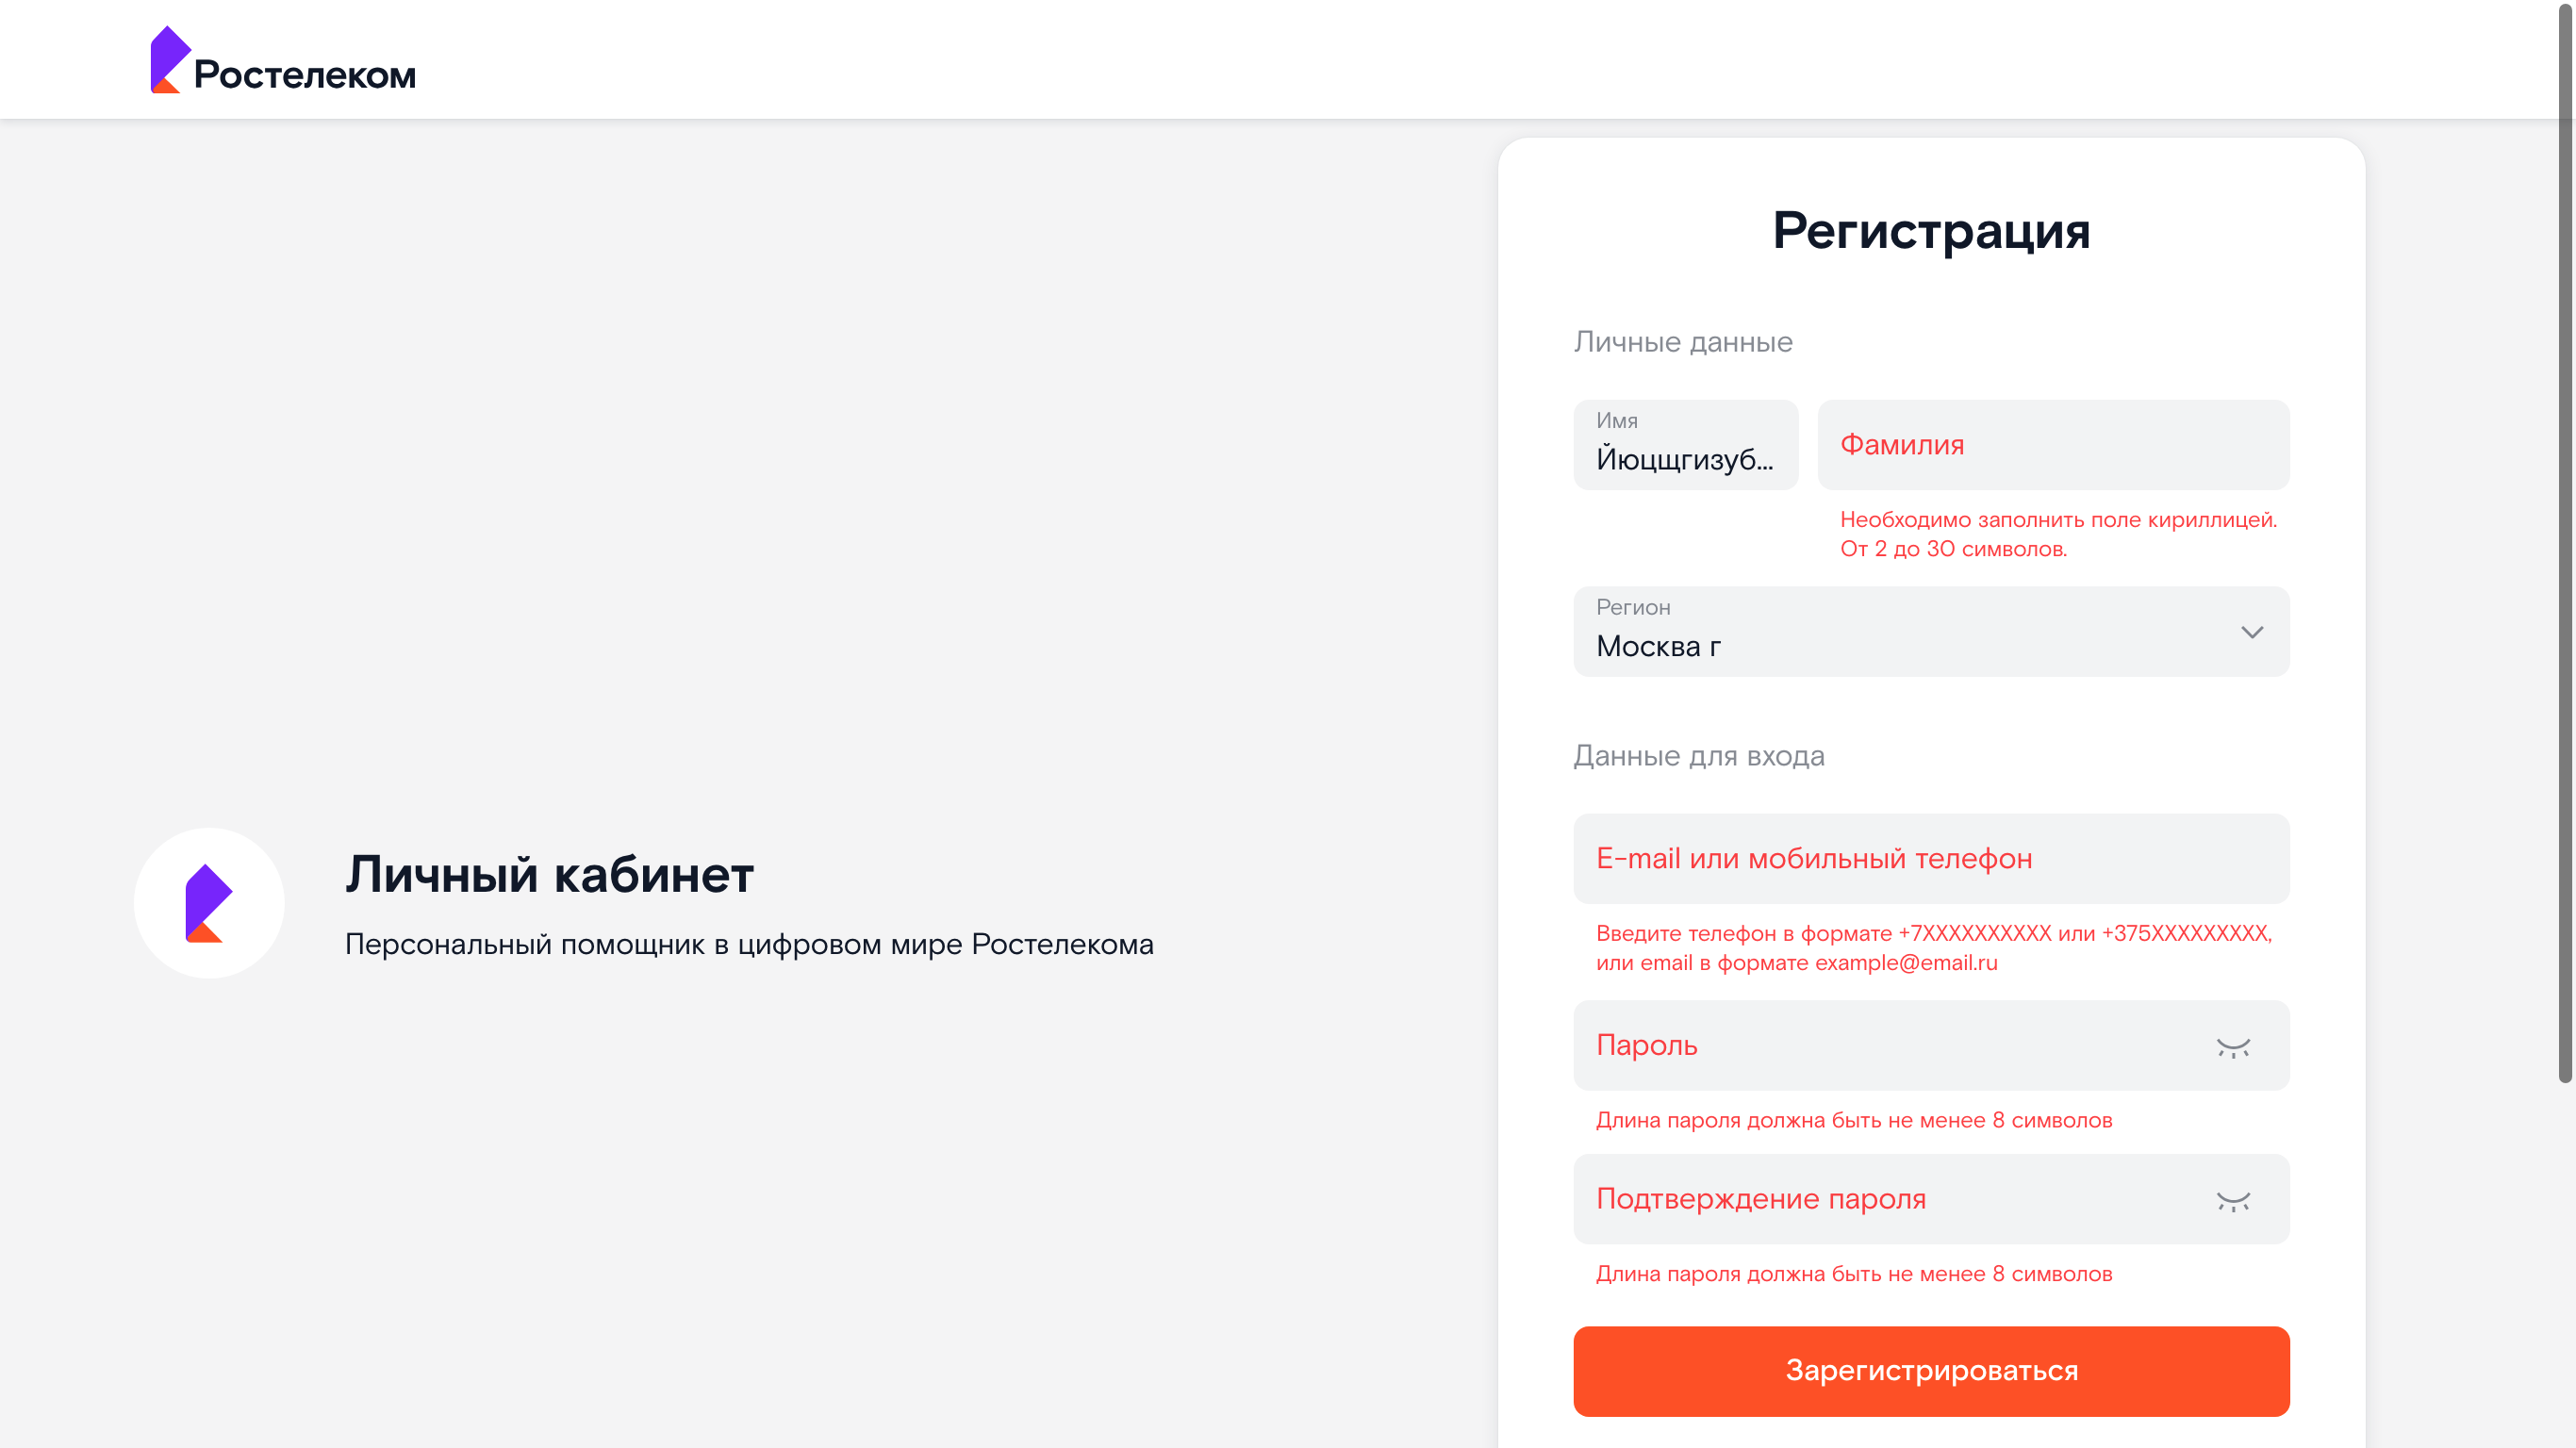 Ростелеком
Регистрация
Личные данные
Имя
Йюцщгизуб...
Фамилия
Необходимо заполнить поле кириллицей.
От 2 до 30 символов.
Регион
Москва г
Данные для входа
E-mail или мобильный телефон
Введите телефон в формате +7XXXXXXXXXX или +375XXXXXXXXX,
или email в формате example@email.ru
Пароль
Длина пароля должна быть не менее 8 символов
Подтверждение пароля
Длина пароля должна быть не менее 8 символов
Зарегистрироваться
Личный кабинет
Персональный помощник в цифровом мире Ростелекома